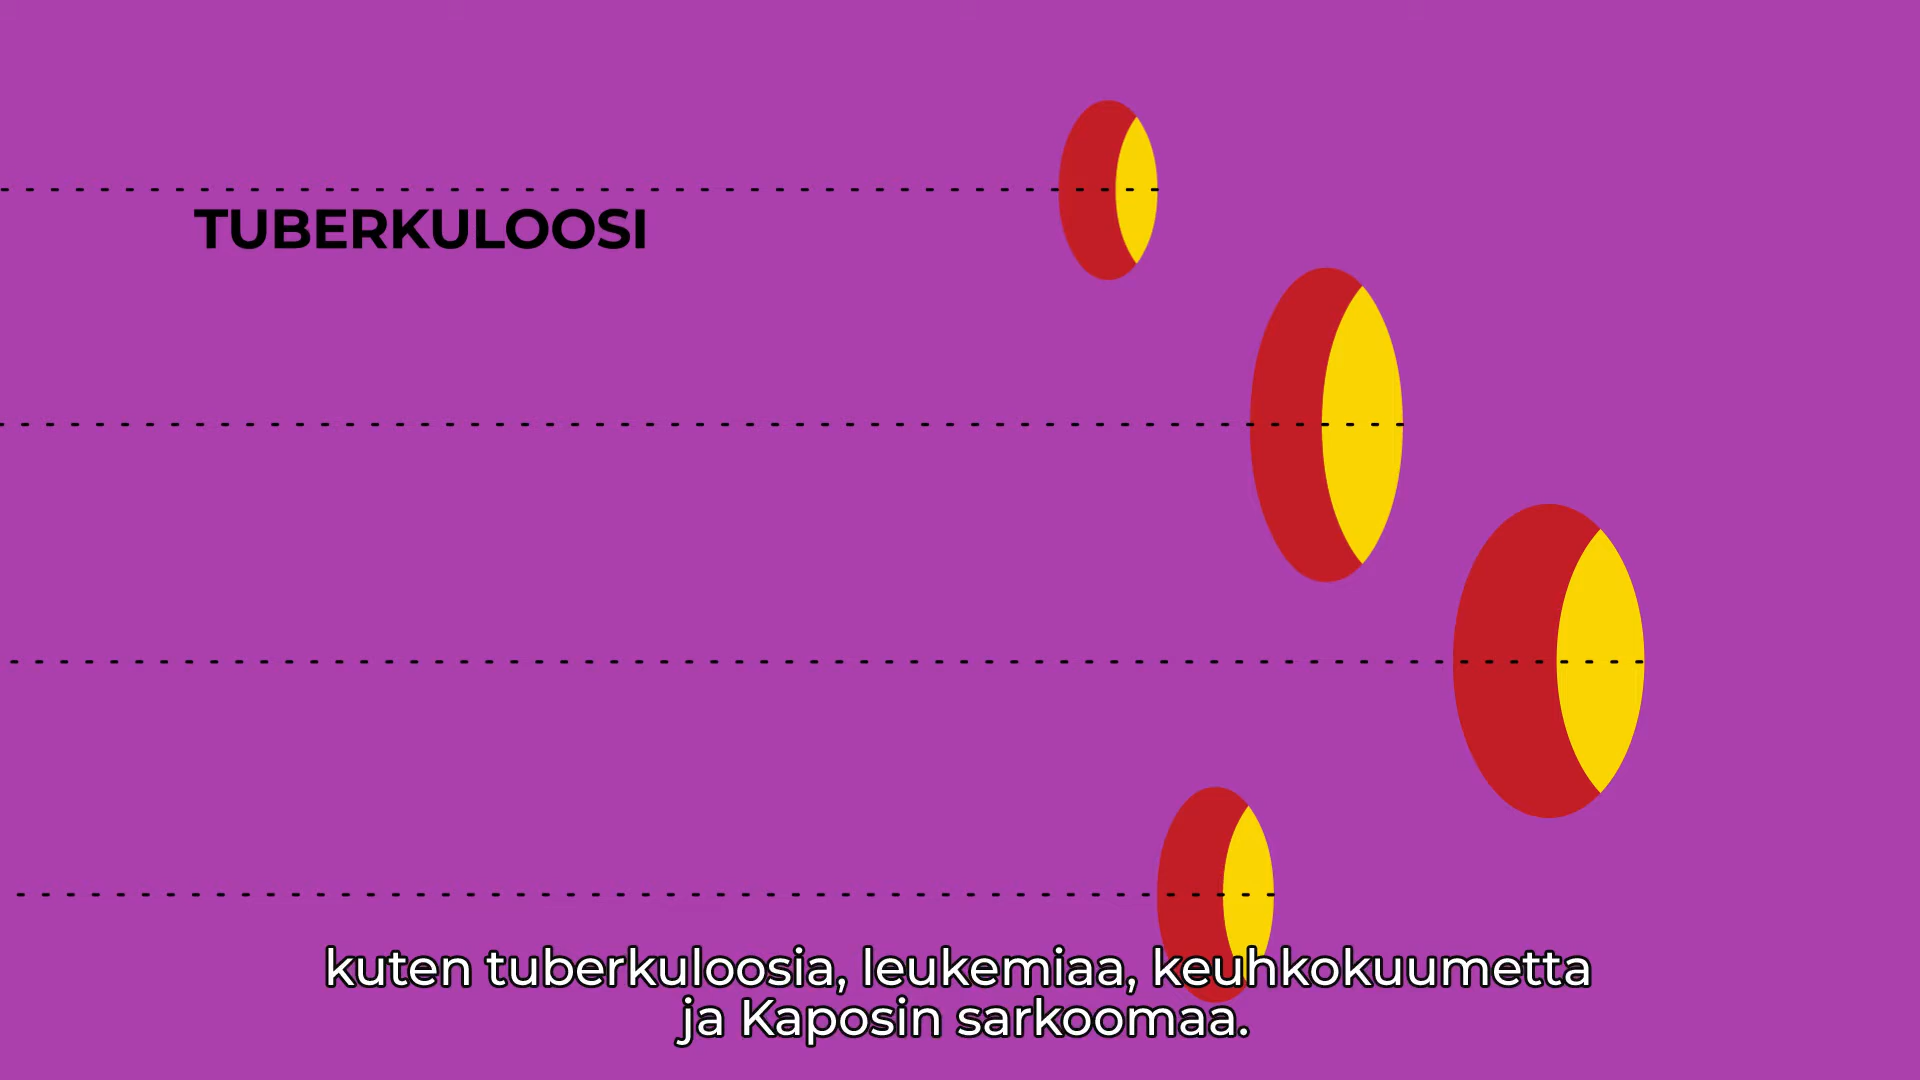 TUBERKULOOSI
kuten tuberkuloosia, leukemiaa, keuhkokuumetta
ja Kaposin sarkoomaa.